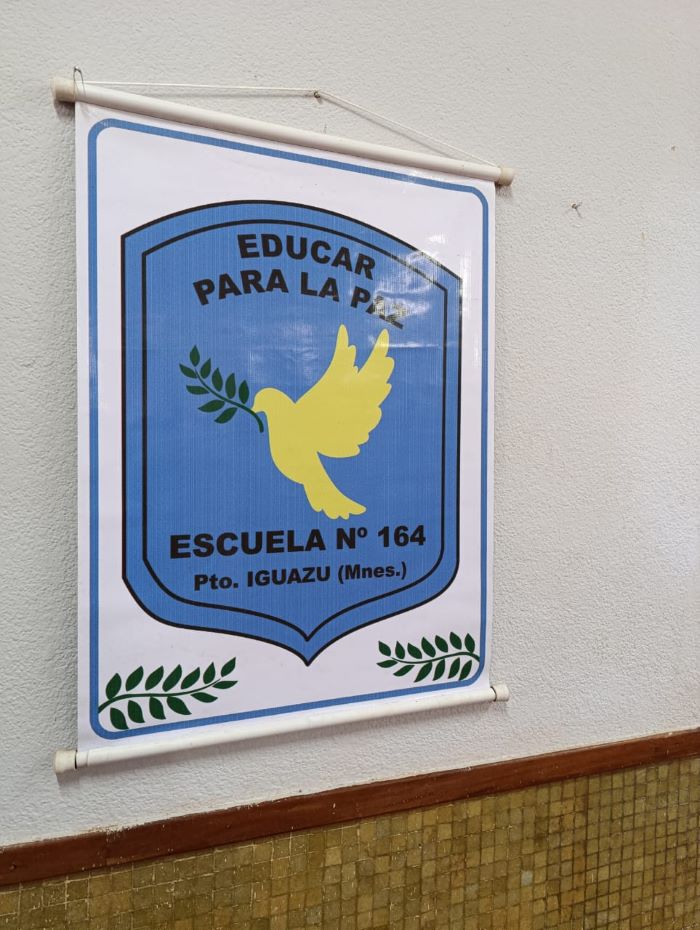 EDUCAR
PARA LA PAZ
ESCUELA Nº 164
Pto. IGUAZU (Mnes.)